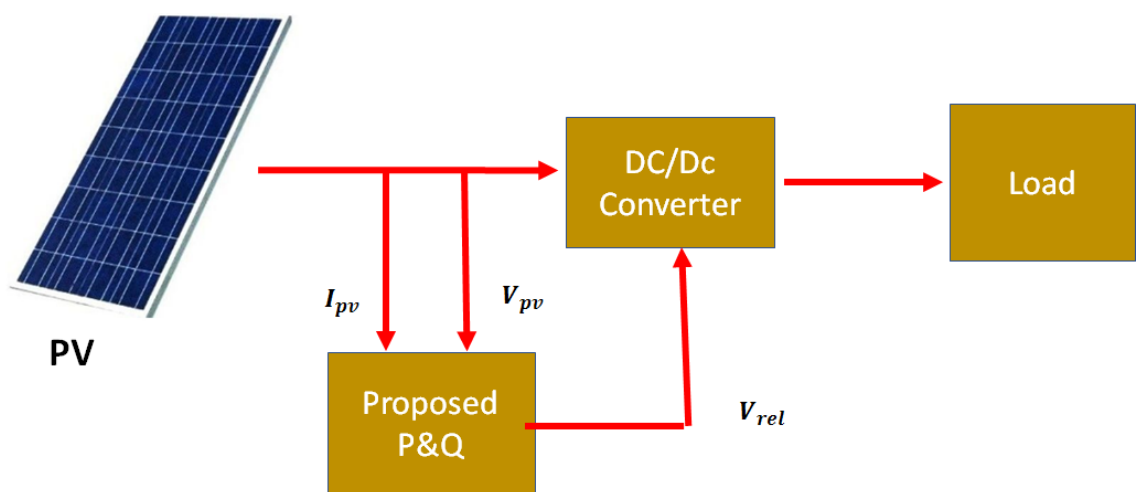 DC/Dc
Converter
Load
I_pv
V_pv
PV
Proposed
P&Q
V_rel